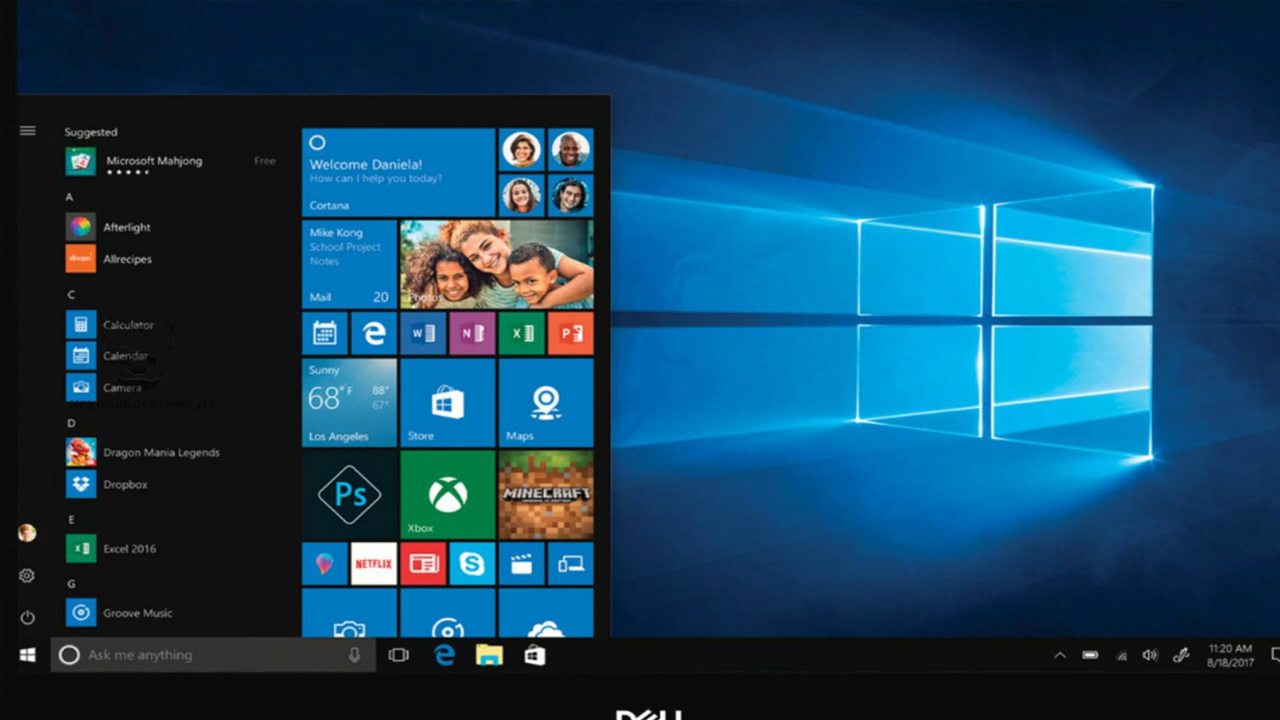 Suggested
Microsoft Mahjong
Free
A
Afterlight
Allrecipes
C
Calculator
Calendar
Camera
D
Dragon Mania Legends
Dropbox
E
Excel 2016
G
Groove Music
Welcome Daniela!
How can I help you today?
Cortana
Mike Kong
School Project
Notes
Mail 20
Photos
W
N
X
P
Sunny
68° F
88°
67°
Los Angeles
Store
Maps
Ps
Xbox
MINECRAFT
NETFLIX
S
Ask me anything
11:20 AM
8/18/2017
DELL